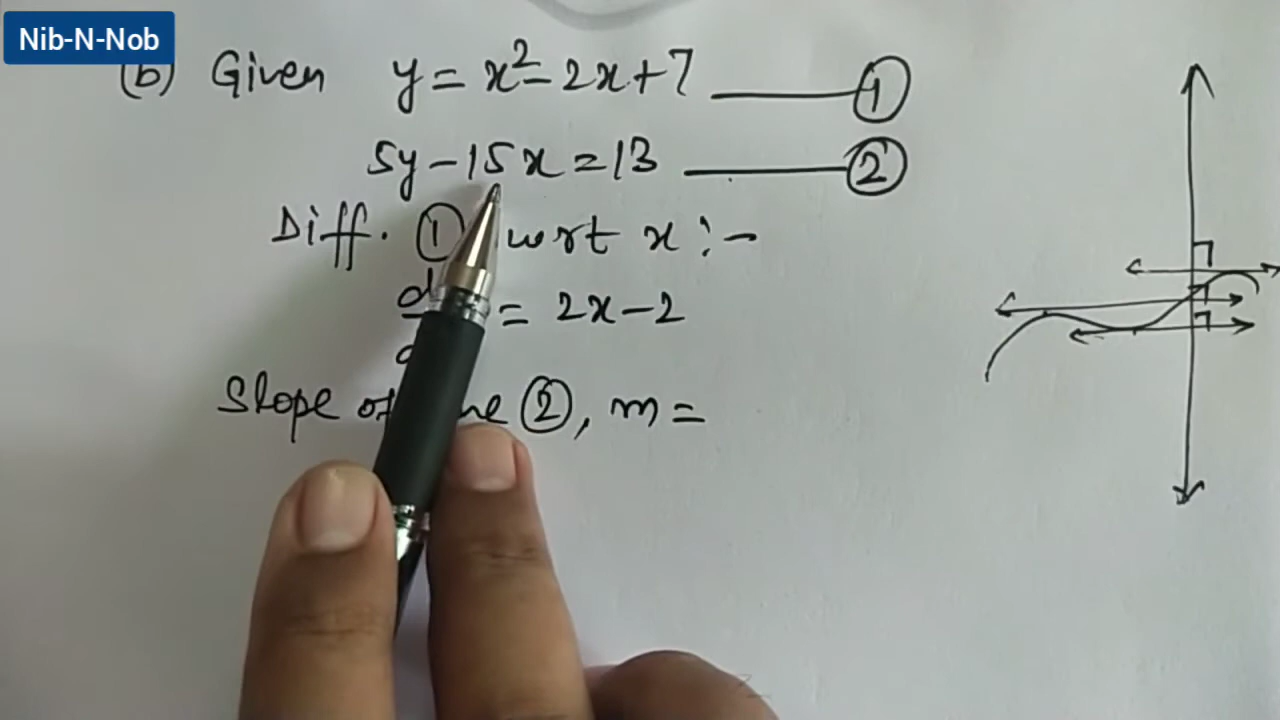 Nib-N-Nob
(b) Given y = x² - 2x + 7 ——— ①
5y - 15x = 13 ——— ②
Diff. ① wrt x :-
= 2x - 2
Slope of ②, m =